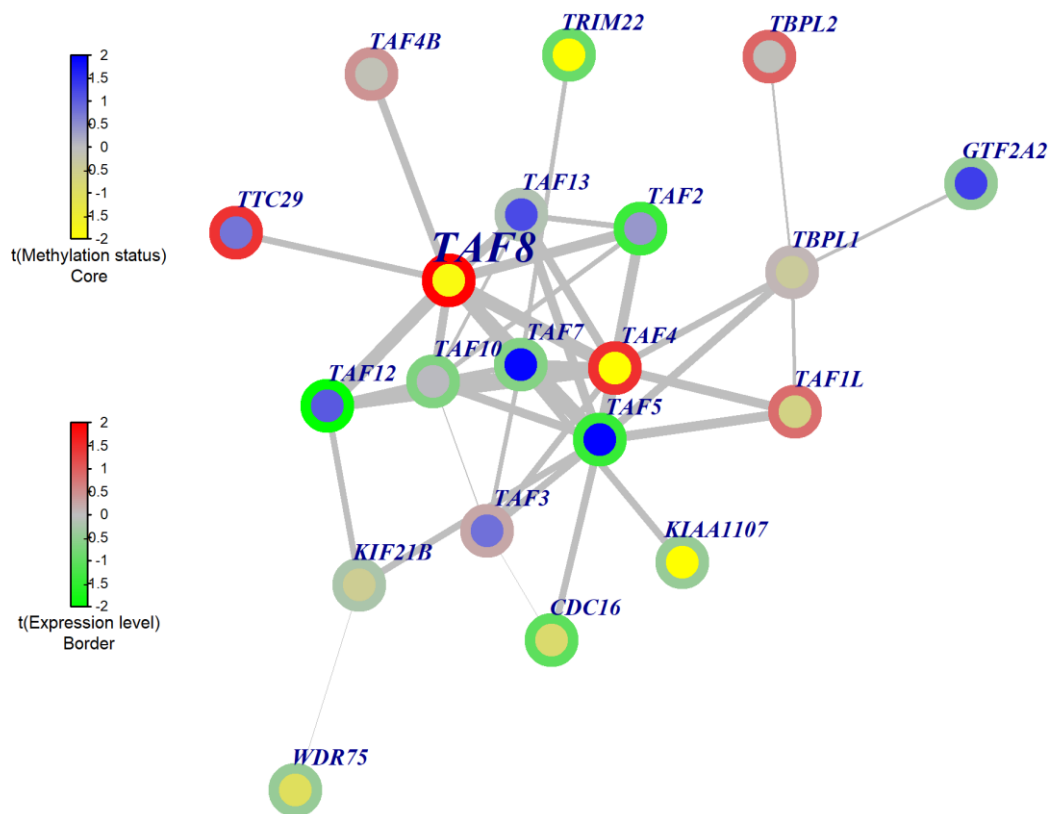 TRIM22
TBPL2
TAF4B
2
1.5
1
0.5
0
-0.5
-1
-1.5
-2
t(Methylation status)
Core
GTF2A2
TAF13
TAF2
TTC29
TBPL1
TAF8
TAF7
TAF4
TAF10
TAF12
TAF1L
TAF5
2
1.5
1
0.5
0
-0.5
-1
-1.5
-2
t(Expression level)
Border
TAF3
KIAA1107
KIF21B
CDC16
WDR75